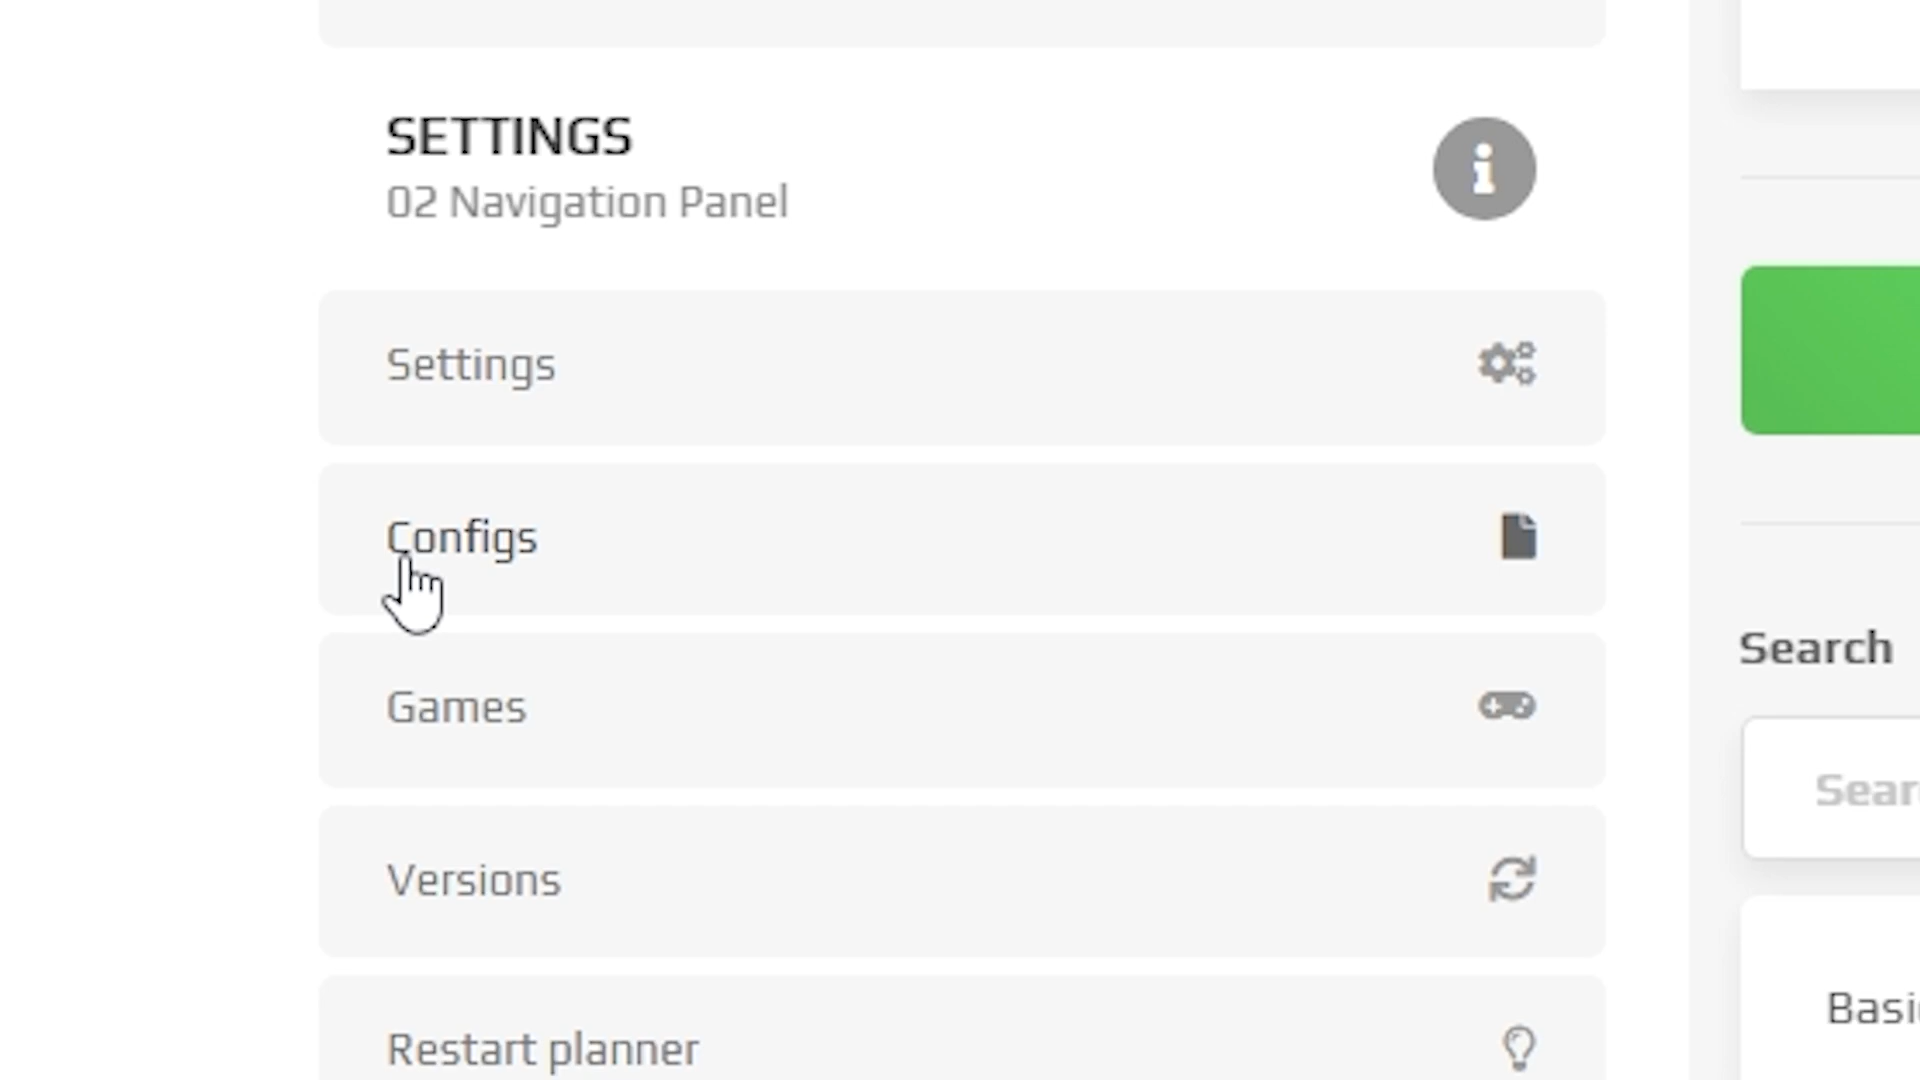 SETTINGS
02 Navigation Panel
Settings
Configs
Games
Versions
Restart planner
Search